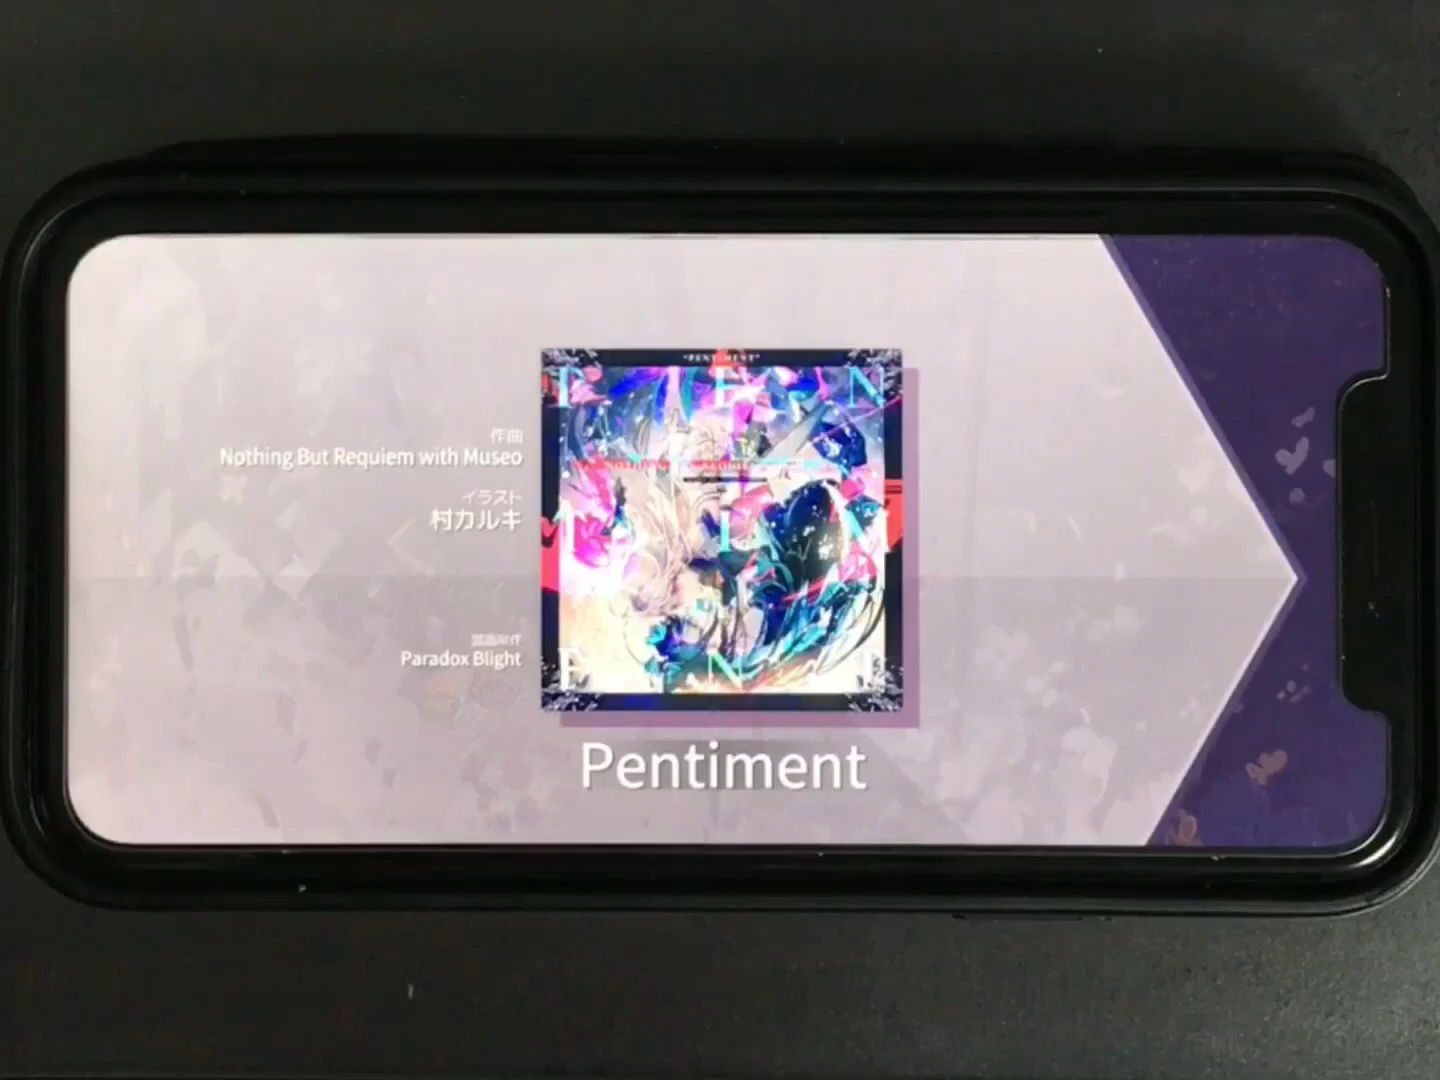 作曲
Nothing But Requiem with Museo
イラスト
村カルキ
譜面制作
Paradox Blight
"PENTIMENT"
P E N
T I M
E N T
Pentiment